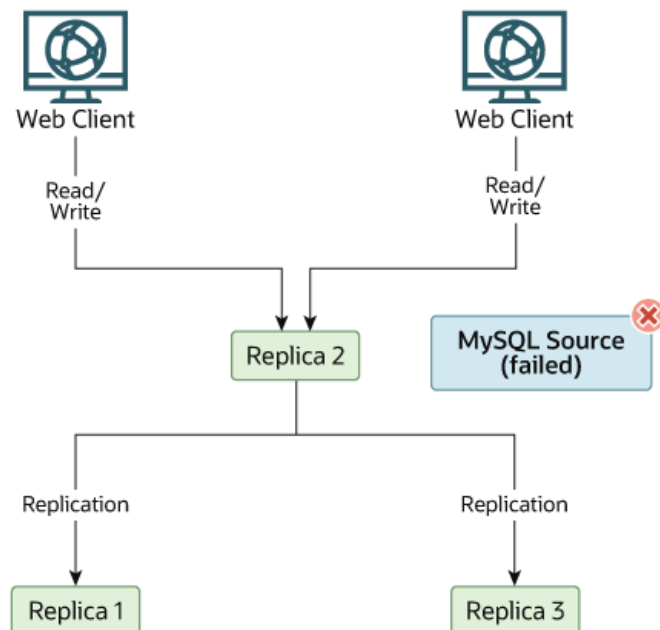 Web Client
Web Client
Read/
Write
Read/
Write
Replica 2
MySQL Source
(failed)
Replication
Replication
Replica 1
Replica 3